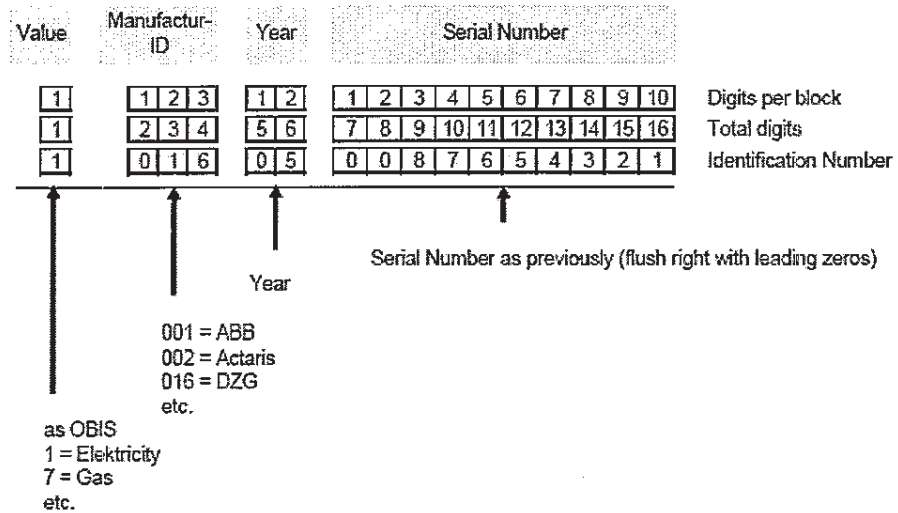 Value Manufactur-ID Year Serial Number
1 1 2 3 1 2 1 2 3 4 5 6 7 8 9 10 Digits per block
1 2 3 4 5 6 7 8 9 10 11 12 13 14 15 16 Total digits
1 0 1 6 0 5 0 0 8 7 6 5 4 3 2 1 Identification Number
Serial Number as previously (flush right with leading zeros)
Year
001 = ABB
002 = Actaris
016 = DZG
etc.
as OBIS
1 = Elektricity
7 = Gas
etc.